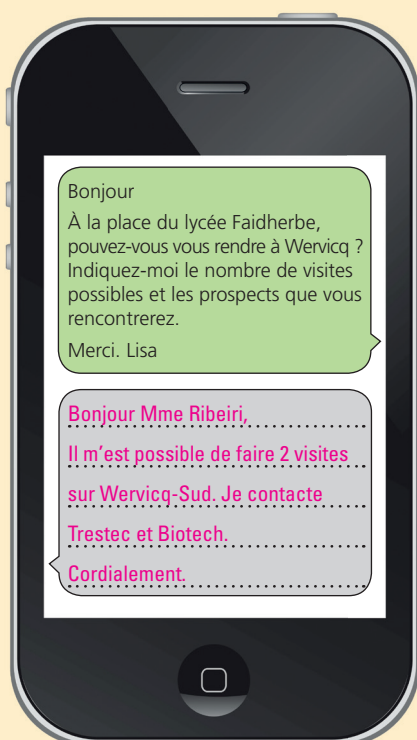 Bonjour
À la place du lycée Faidherbe,
pouvez-vous vous rendre à Wervicq ?
Indiquez-moi le nombre de visites
possibles et les prospects que vous
rencontrerez.
Merci. Lisa
Bonjour Mme Ribeiri,
Il m'est possible de faire 2 visites
sur Wervicq-Sud. Je contacte
Trestec et Biotech.
Cordialement.